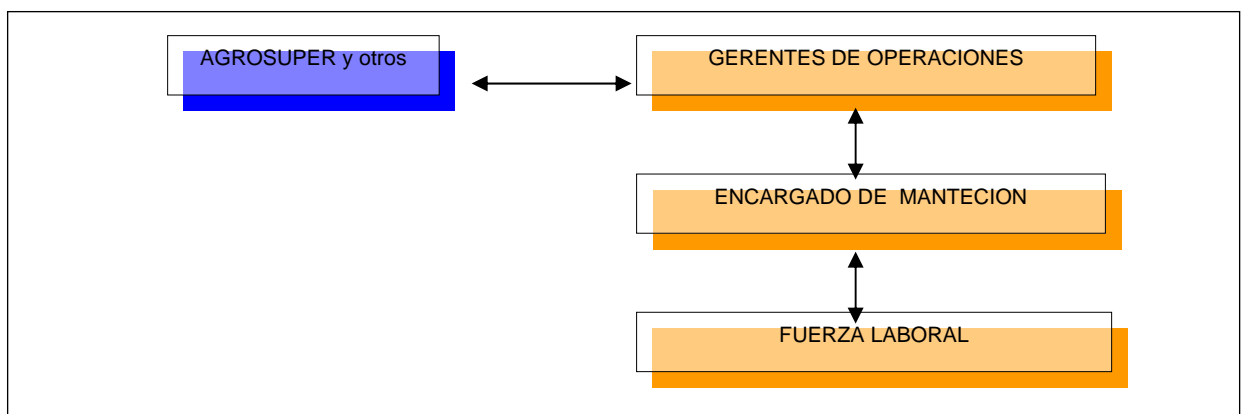 AGROSUPER y otros
GERENTES DE OPERACIONES
ENCARGADO DE MANTECION
FUERZA LABORAL